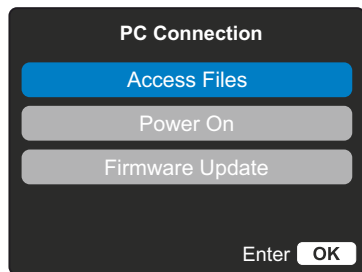 PC Connection
Access Files
Power On
Firmware Update
Enter OK